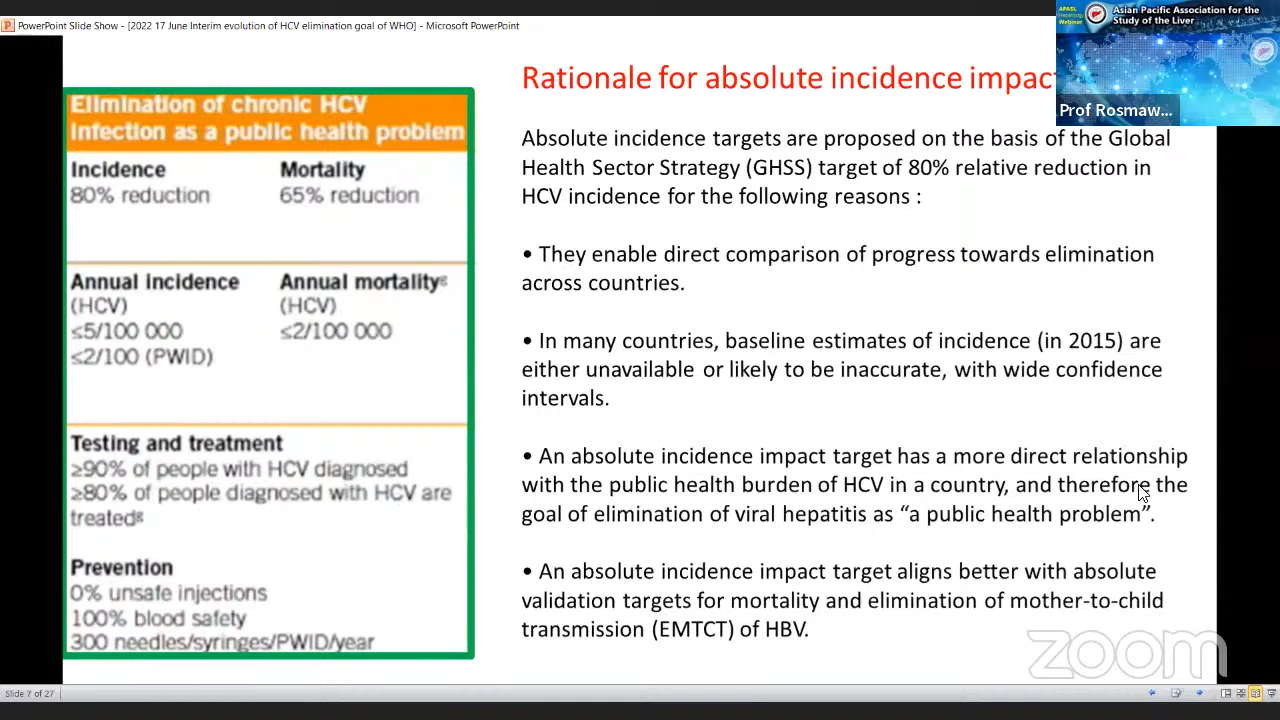 PowerPoint Slide Show - [2022 17 June Interim evolution of HCV elimination goal of WHO] - Microsoft PowerPoint
APASL
Webinar
Asian Pacific Association for the
Study of the Liver
Prof Rosmaw...
Rationale for absolute incidence impact
Elimination of chronic HCV
Infection as a public health problem
Incidence Mortality
80% reduction 65% reduction
Annual incidence Annual mortalityᵍ
(HCV) (HCV)
≤5/100 000 ≤2/100 000
≤2/100 (PWID)
Testing and treatment
≥90% of people with HCV diagnosed
≥80% of people diagnosed with HCV are
treatedᵍ
Prevention
0% unsafe injections
100% blood safety
300 needles/syringes/PWID/year
Absolute incidence targets are proposed on the basis of the Global
Health Sector Strategy (GHSS) target of 80% relative reduction in
HCV incidence for the following reasons :
• They enable direct comparison of progress towards elimination
across countries.
• In many countries, baseline estimates of incidence (in 2015) are
either unavailable or likely to be inaccurate, with wide confidence
intervals.
• An absolute incidence impact target has a more direct relationship
with the public health burden of HCV in a country, and therefore the
goal of elimination of viral hepatitis as “a public health problem”.
• An absolute incidence impact target aligns better with absolute
validation targets for mortality and elimination of mother-to-child
transmission (EMTCT) of HBV.
zoom
Slide 7 of 27